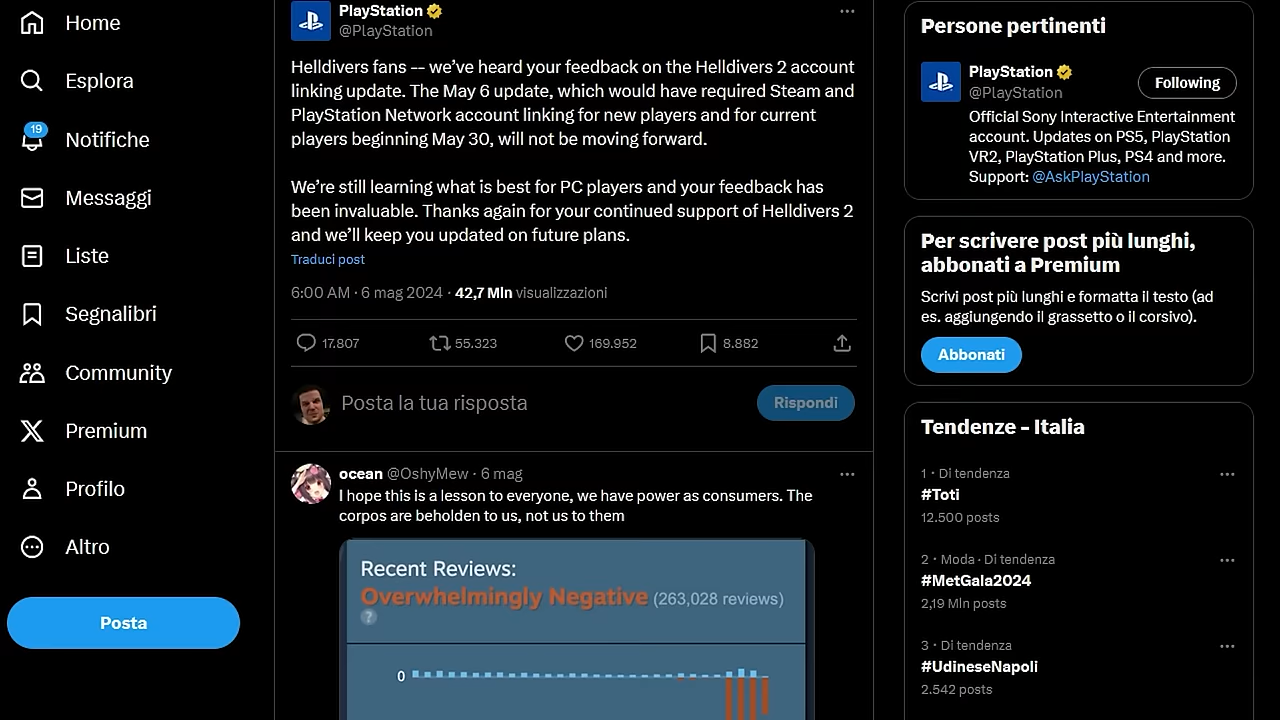 Home
Esplora
19
Notifiche
Messaggi
Liste
Segnalibri
Community
Premium
Profilo
Altro
Posta
PlayStation
@PlayStation
Helldivers fans -- we've heard your feedback on the Helldivers 2 account
linking update. The May 6 update, which would have required Steam and
PlayStation Network account linking for new players and for current
players beginning May 30, will not be moving forward.
We're still learning what is best for PC players and your feedback has
been invaluable. Thanks again for your continued support of Helldivers 2
and we'll keep you updated on future plans.
Traduci post
6:00 AM · 6 mag 2024 · 42,7 Mln visualizzazioni
17.807 55.323 169.952 8.882
Posta la tua risposta
Rispondi
ocean @OshyMew · 6 mag
I hope this is a lesson to everyone, we have power as consumers. The
corpos are beholden to us, not us to them
Recent Reviews:
Overwhelmingly Negative (263,028 reviews)
?
0
Persone pertinenti
PlayStation
@PlayStation
Following
Official Sony Interactive Entertainment
account. Updates on PS5, PlayStation
VR2, PlayStation Plus, PS4 and more.
Support: @AskPlayStation
Per scrivere post più lunghi,
abbonati a Premium
Scrivi post più lunghi e formatta il testo (ad
es. aggiungendo il grassetto o il corsivo).
Abbonati
Tendenze – Italia
1 · Di tendenza
#Toti
12.500 posts
2 · Moda · Di tendenza
#MetGala2024
2,19 Mln posts
3 · Di tendenza
#UdineseNapoli
2.542 posts